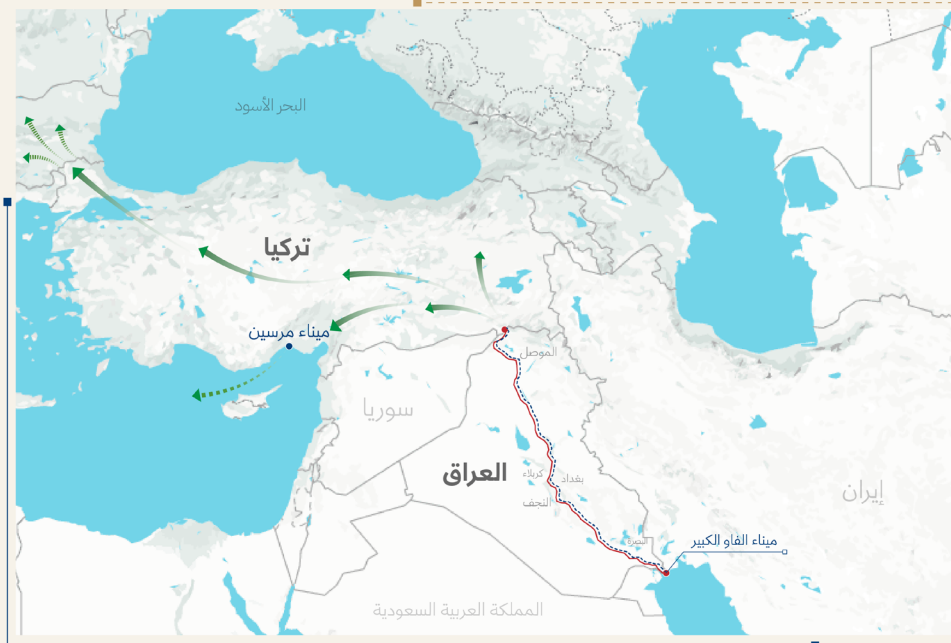 البحر الأسود
تركيا
ميناء مرسين
الموصل
سوريا
العراق
كربلاء
بغداد
النجف
إيران
البصرة
ميناء الفاو الكبير
المملكة العربية السعودية